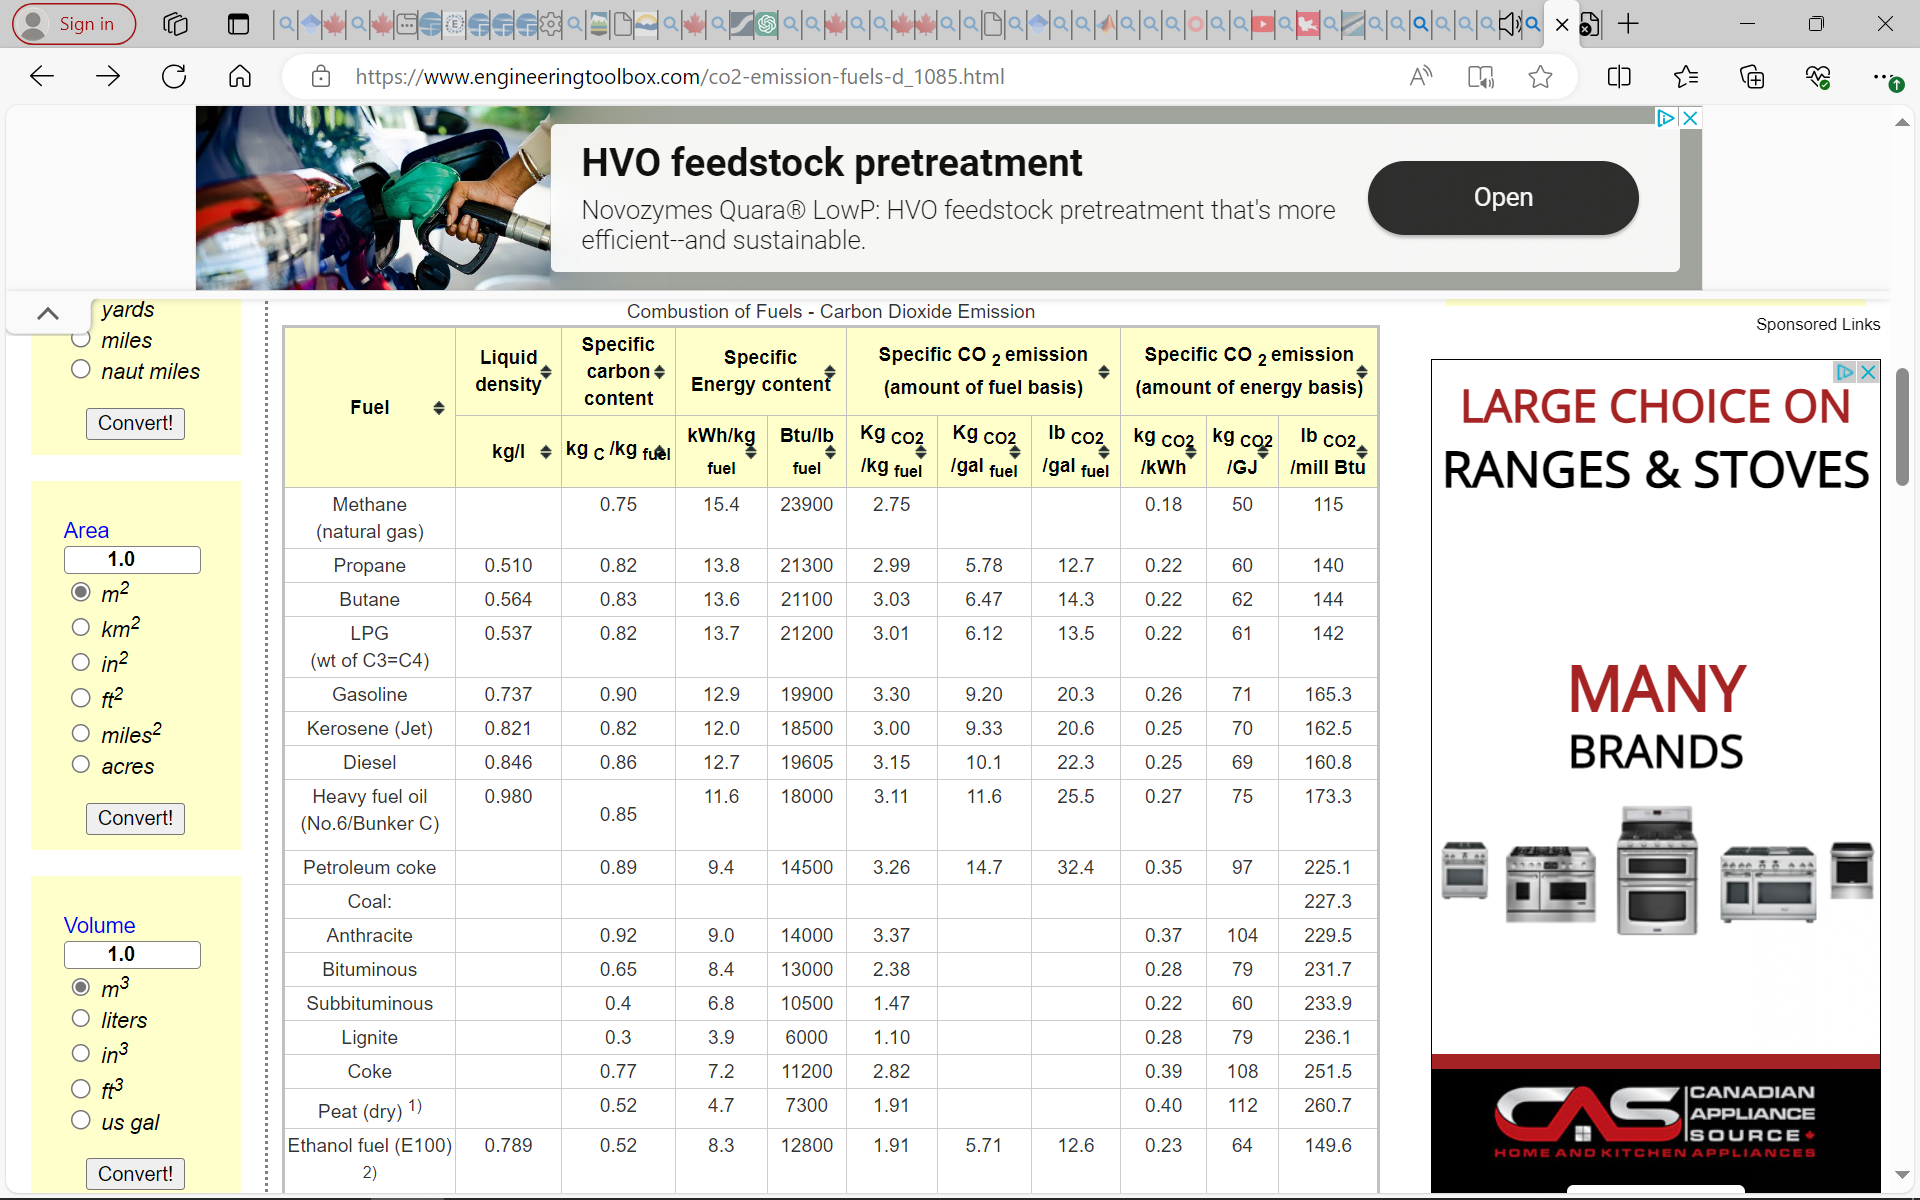 Sign in
https://www.engineeringtoolbox.com/co2-emission-fuels-d_1085.html
HVO feedstock pretreatment
Novozymes Quara® LowP: HVO feedstock pretreatment that's more
efficient--and sustainable.
Open
yards
miles
naut miles
Convert!
Area
1.0
m2
km2
in2
ft2
miles2
acres
Convert!
Volume
1.0
m3
liters
in3
ft3
us gal
Convert!
Combustion of Fuels - Carbon Dioxide Emission
Fuel
Liquid density
Specific carbon content
Specific Energy content
Specific CO 2 emission (amount of fuel basis)
Specific CO 2 emission (amount of energy basis)
kg/l
kg C /kg fuel
kWh/kg fuel
Btu/lb fuel
Kg CO2 /kg fuel
Kg CO2 /gal fuel
lb CO2 /gal fuel
kg CO2 /kWh
kg CO2 /GJ
lb CO2 /mill Btu
Methane (natural gas) 0.75 15.4 23900 2.75 0.18 50 115
Propane 0.510 0.82 13.8 21300 2.99 5.78 12.7 0.22 60 140
Butane 0.564 0.83 13.6 21100 3.03 6.47 14.3 0.22 62 144
LPG (wt of C3=C4) 0.537 0.82 13.7 21200 3.01 6.12 13.5 0.22 61 142
Gasoline 0.737 0.90 12.9 19900 3.30 9.20 20.3 0.26 71 165.3
Kerosene (Jet) 0.821 0.82 12.0 18500 3.00 9.33 20.6 0.25 70 162.5
Diesel 0.846 0.86 12.7 19605 3.15 10.1 22.3 0.25 69 160.8
Heavy fuel oil (No.6/Bunker C) 0.980 0.85 11.6 18000 3.11 11.6 25.5 0.27 75 173.3
Petroleum coke 0.89 9.4 14500 3.26 14.7 32.4 0.35 97 225.1
Coal: 227.3
Anthracite 0.92 9.0 14000 3.37 0.37 104 229.5
Bituminous 0.65 8.4 13000 2.38 0.28 79 231.7
Subbituminous 0.4 6.8 10500 1.47 0.22 60 233.9
Lignite 0.3 3.9 6000 1.10 0.28 79 236.1
Coke 0.77 7.2 11200 2.82 0.39 108 251.5
Peat (dry) 1) 0.52 4.7 7300 1.91 0.40 112 260.7
Ethanol fuel (E100) 2) 0.789 0.52 8.3 12800 1.91 5.71 12.6 0.23 64 149.6
Sponsored Links
LARGE CHOICE ON
RANGES & STOVES
MANY
BRANDS
CAS
CANADIAN
APPLIANCE
SOURCE
HOME AND KITCHEN APPLIANCES